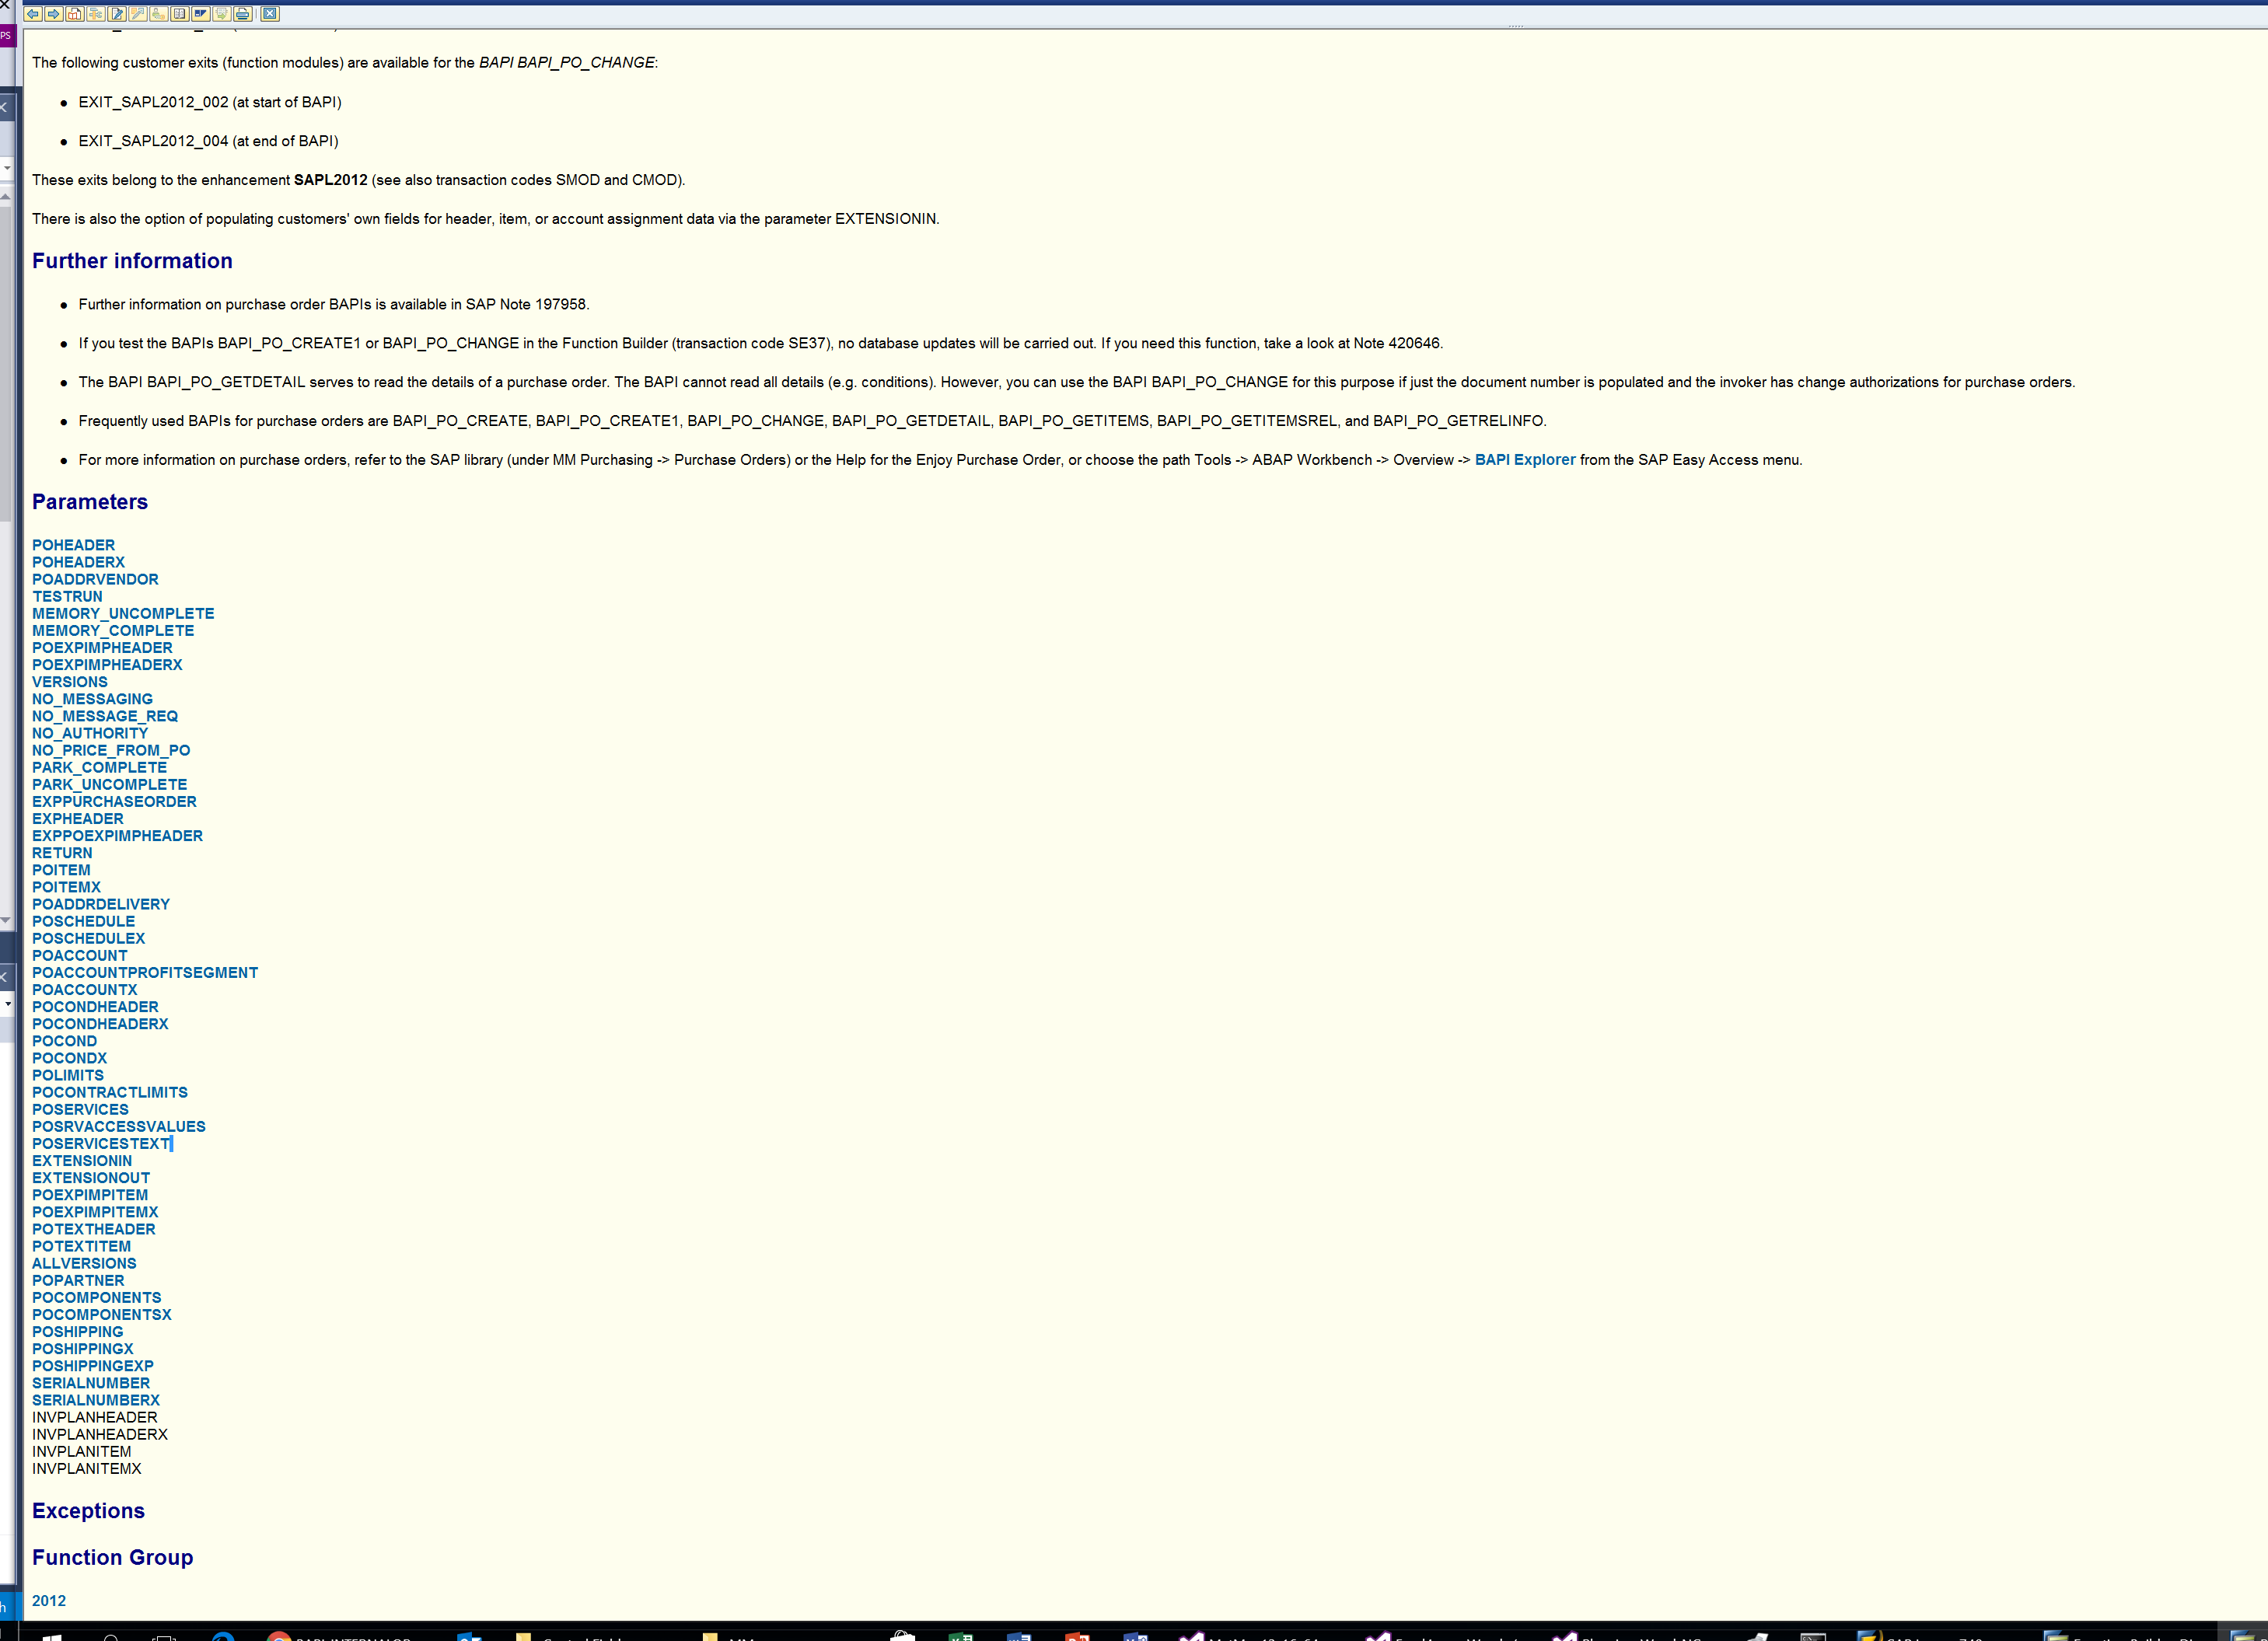 PS
The following customer exits (function modules) are available for the BAPI BAPI_PO_CHANGE:
EXIT_SAPL2012_002 (at start of BAPI)
EXIT_SAPL2012_004 (at end of BAPI)
These exits belong to the enhancement SAPL2012 (see also transaction codes SMOD and CMOD).
There is also the option of populating customers' own fields for header, item, or account assignment data via the parameter EXTENSIONIN.
Further information
Further information on purchase order BAPIs is available in SAP Note 197958.
If you test the BAPIs BAPI_PO_CREATE1 or BAPI_PO_CHANGE in the Function Builder (transaction code SE37), no database updates will be carried out. If you need this function, take a look at Note 420646.
The BAPI BAPI_PO_GETDETAIL serves to read the details of a purchase order. The BAPI cannot read all details (e.g. conditions). However, you can use the BAPI BAPI_PO_CHANGE for this purpose if just the document number is populated and the invoker has change authorizations for purchase orders.
Frequently used BAPIs for purchase orders are BAPI_PO_CREATE, BAPI_PO_CREATE1, BAPI_PO_CHANGE, BAPI_PO_GETDETAIL, BAPI_PO_GETITEMS, BAPI_PO_GETITEMSREL, and BAPI_PO_GETRELINFO.
For more information on purchase orders, refer to the SAP library (under MM Purchasing -> Purchase Orders) or the Help for the Enjoy Purchase Order, or choose the path Tools -> ABAP Workbench -> Overview -> BAPI Explorer from the SAP Easy Access menu.
Parameters
POHEADER
POHEADERX
POADDRVENDOR
TESTRUN
MEMORY_UNCOMPLETE
MEMORY_COMPLETE
POEXPIMPHEADER
POEXPIMPHEADERX
VERSIONS
NO_MESSAGING
NO_MESSAGE_REQ
NO_AUTHORITY
NO_PRICE_FROM_PO
PARK_COMPLETE
PARK_UNCOMPLETE
EXPPURCHASEORDER
EXPHEADER
EXPPOEXPIMPHEADER
RETURN
POITEM
POITEMX
POADDRDELIVERY
POSCHEDULE
POSCHEDULEX
POACCOUNT
POACCOUNTPROFITSEGMENT
POACCOUNTX
POCONDHEADER
POCONDHEADERX
POCOND
POCONDX
POLIMITS
POCONTRACTLIMITS
POSERVICES
POSRVACCESSVALUES
POSERVICESTEXT
EXTENSIONIN
EXTENSIONOUT
POEXPIMPITEM
POEXPIMPITEMX
POTEXTHEADER
POTEXTITEM
ALLVERSIONS
POPARTNER
POCOMPONENTS
POCOMPONENTSX
POSHIPPING
POSHIPPINGX
POSHIPPINGEXP
SERIALNUMBER
SERIALNUMBERX
INVPLANHEADER
INVPLANHEADERX
INVPLANITEM
INVPLANITEMX
Exceptions
Function Group
2012